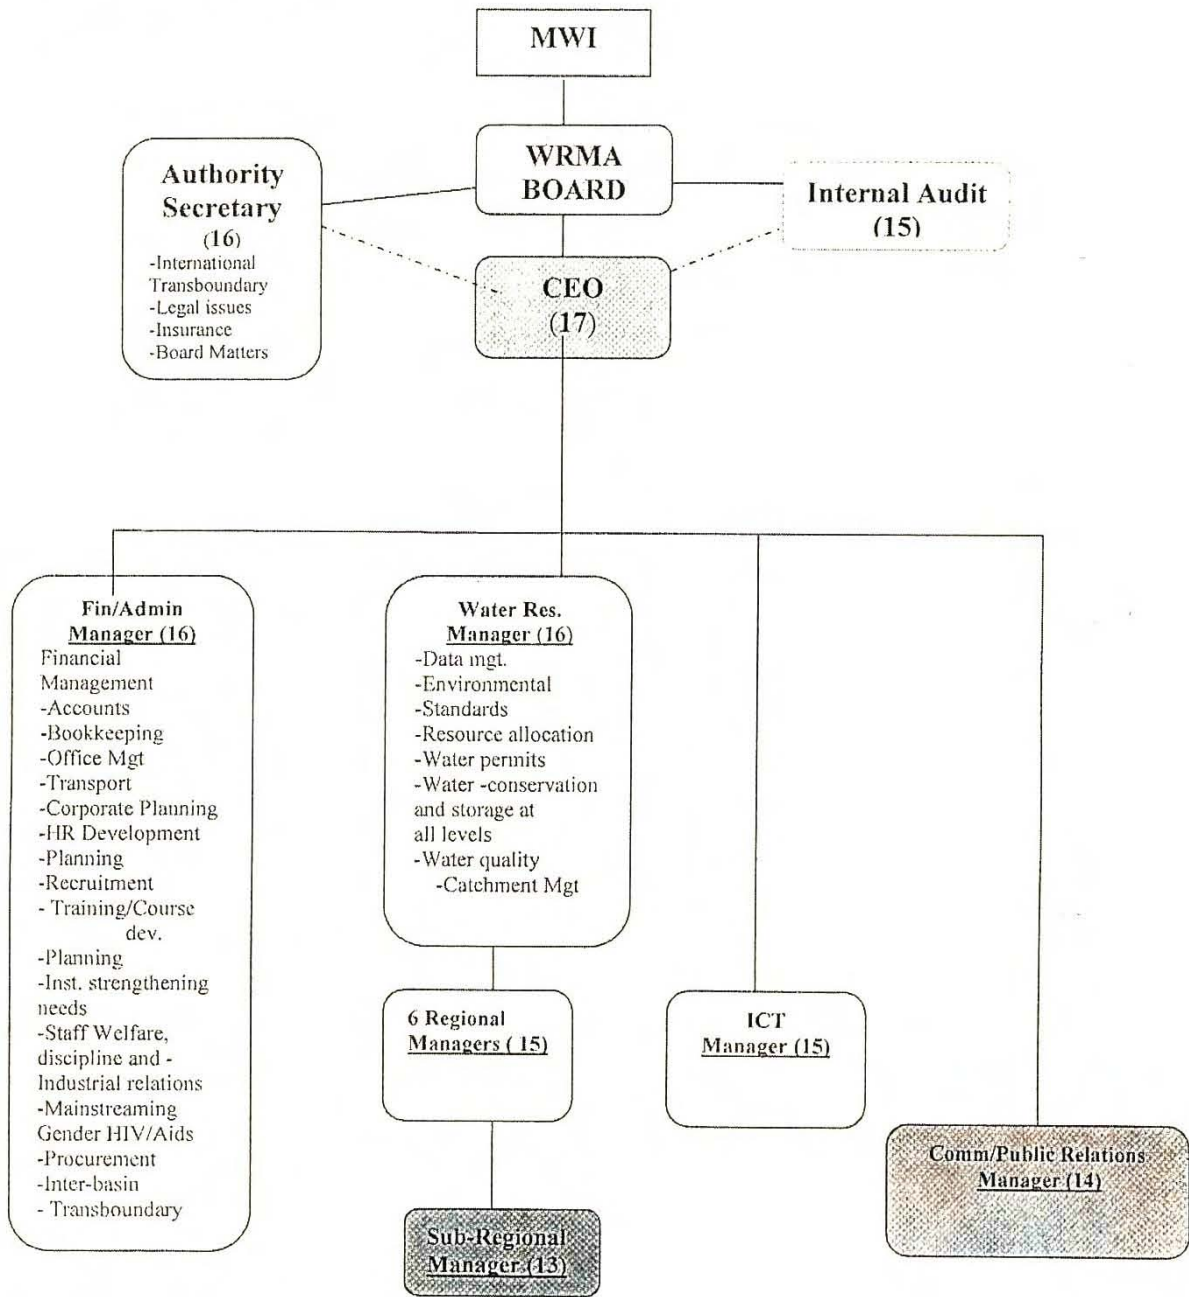 MWI
WRMA
BOARD
Authority
Secretary
(16)
-International
Transboundary
-Legal issues
-Insurance
-Board Matters
Internal Audit
(15)
CEO
(17)
Fin/Admin
Manager (16)
Financial
Management
-Accounts
-Bookkeeping
-Office Mgt
-Transport
-Corporate Planning
-HR Development
-Planning
-Recruitment
- Training/Course
dev.
-Planning
-Inst. strengthening
needs
-Staff Welfare,
discipline and -
Industrial relations
-Mainstreaming
Gender HIV/Aids
-Procurement
-Inter-basin
- Transboundary
Water Res.
Manager (16)
-Data mgt.
-Environmental
-Standards
-Resource allocation
-Water permits
-Water -conservation
and storage at
all levels
-Water quality
-Catchment Mgt
6 Regional
Managers ( 15)
Sub-Regional
Manager (13)
ICT
Manager (15)
Comm/Public Relations
Manager (14)